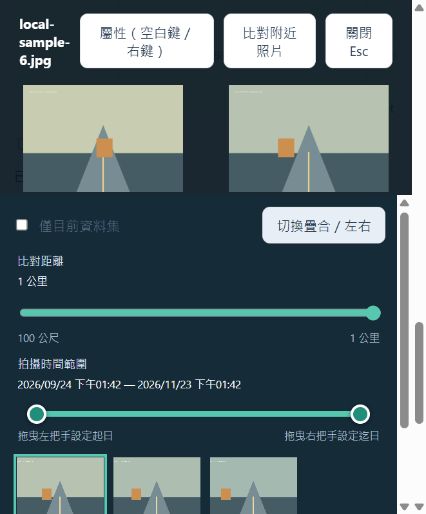 local-
sample-
6.jpg
屬性（空白鍵 /
右鍵）
比對附近
照片
關閉
Esc
僅目前資料集
切換疊合 / 左右
比對距離
1 公里
100 公尺
1 公里
拍攝時間範圍
2026/09/24 下午01:42 — 2026/11/23 下午01:42
拖曳左把手設定起日
拖曳右把手設定迄日